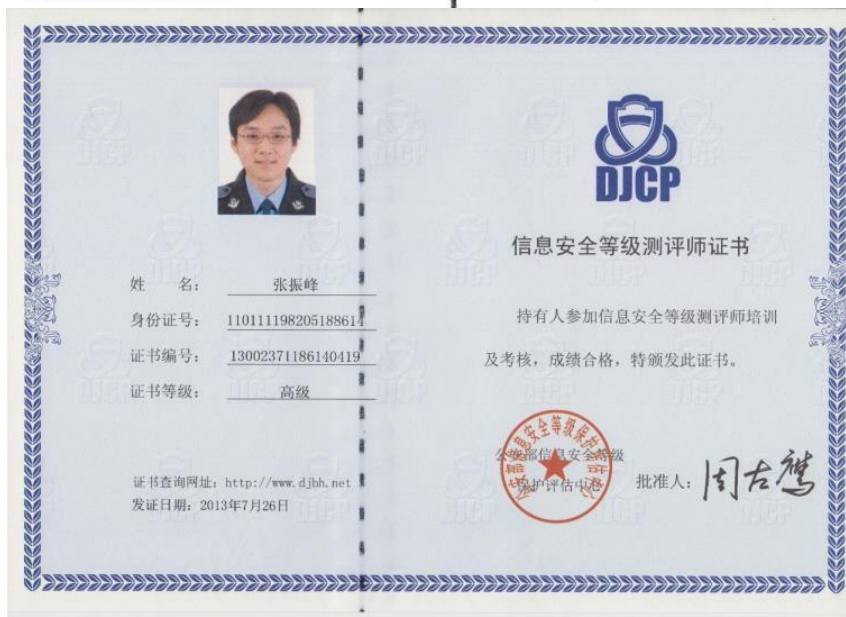 姓 名： 张振峰
身份证号： 110111198205188614
证书编号： 13002371186140419
证书等级： 高级
证书查询网址：http://www.djbh.net
发证日期：2013年7月26日
DJCP
信息安全等级测评师证书
持有人参加信息安全等级测评师培训
及考核，成绩合格，特颁发此证书。
公安部信息安全等级
保护评估中心
批准人：